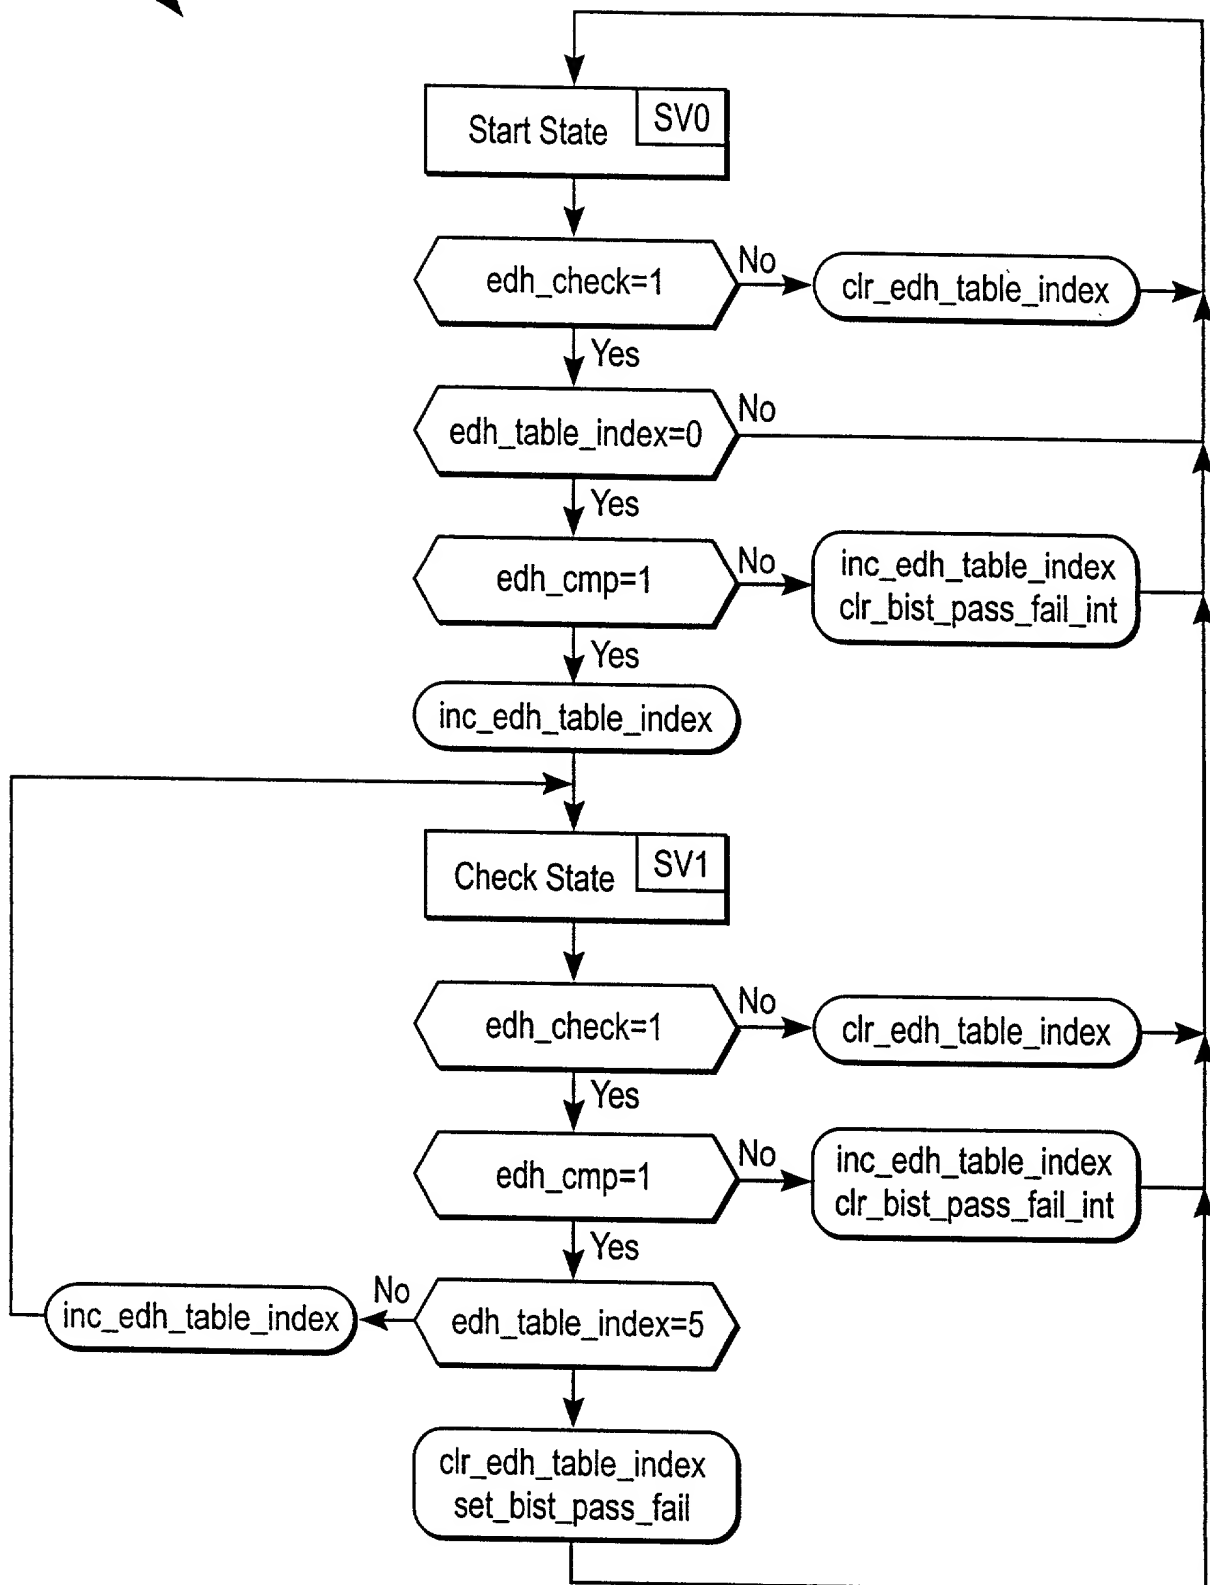 Start State
SV0
edh_check=1
No
clr_edh_table_index
Yes
edh_table_index=0
No
Yes
edh_cmp=1
No
inc_edh_table_index
clr_bist_pass_fail_int
Yes
inc_edh_table_index
Check State
SV1
edh_check=1
No
clr_edh_table_index
Yes
edh_cmp=1
No
inc_edh_table_index
clr_bist_pass_fail_int
Yes
edh_table_index=5
No
inc_edh_table_index
clr_edh_table_index
set_bist_pass_fail